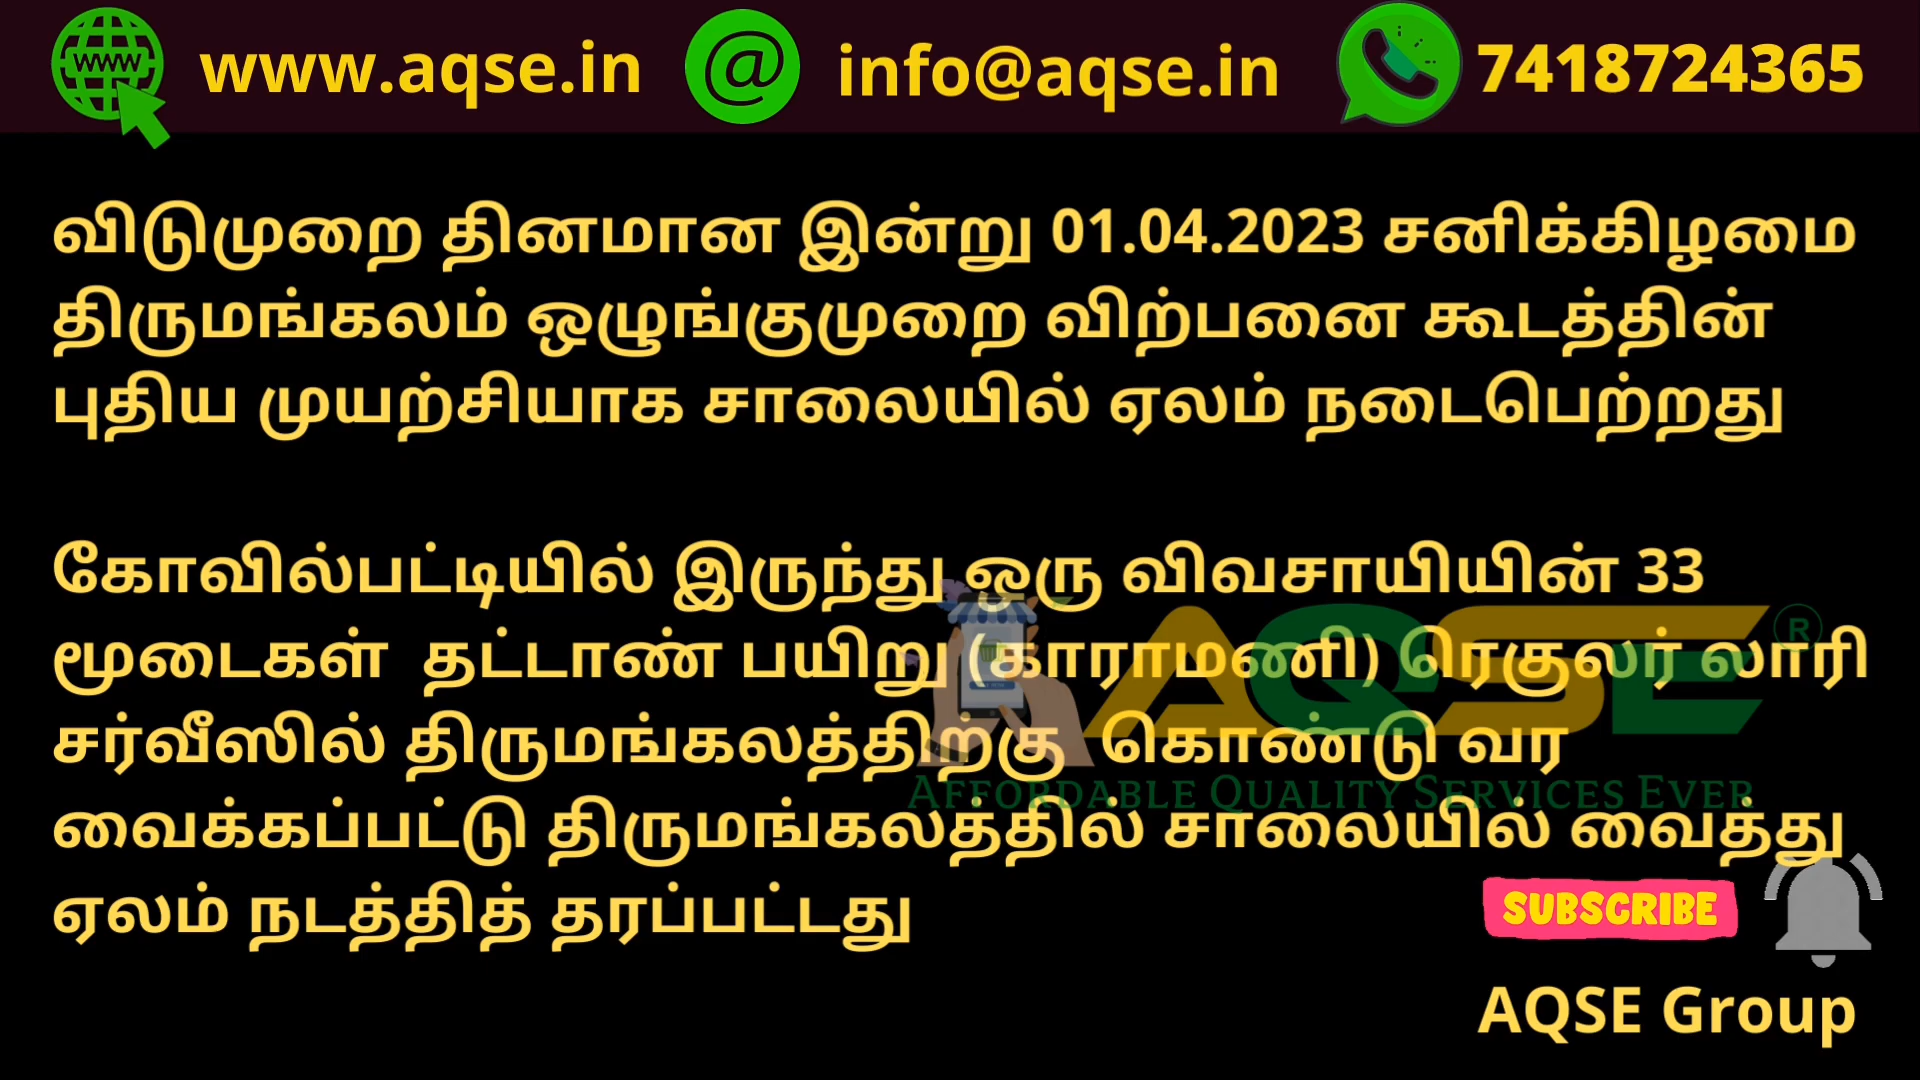 www.aqse.in
info@aqse.in
7418724365
விடுமுறை தினமான இன்று 01.04.2023 சனிக்கிழமை
திருமங்கலம் ஒழுங்குமுறை விற்பனை கூடத்தின்
புதிய முயற்சியாக சாலையில் ஏலம் நடைபெற்றது
கோவில்பட்டியில் இருந்து ஒரு விவசாயியின் 33
மூடைகள் தட்டாண் பயிறு (காராமணி) ரெகுலர் லாரி
சர்வீஸில் திருமங்கலத்திற்கு கொண்டு வர
வைக்கப்பட்டு திருமங்கலத்தில் சாலையில் வைத்து
ஏலம் நடத்தித் தரப்பட்டது
AQSE ®
AFFORDABLE QUALITY SERVICES EVER
SUBSCRIBE
AQSE Group